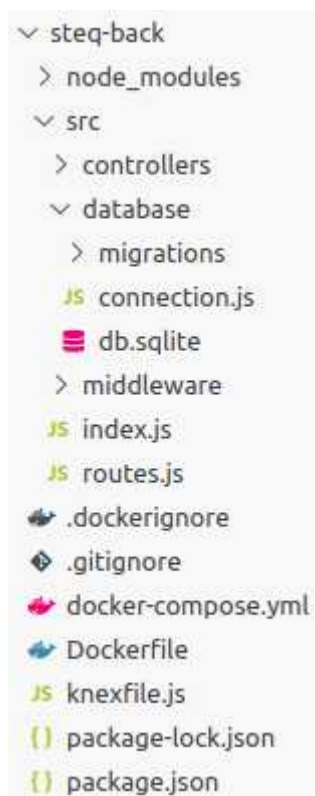 steq-back
node_modules
src
controllers
database
migrations
JS connection.js
db.sqlite
middleware
JS index.js
JS routes.js
.dockerignore
.gitignore
docker-compose.yml
Dockerfile
JS knexfile.js
{} package-lock.json
{} package.json